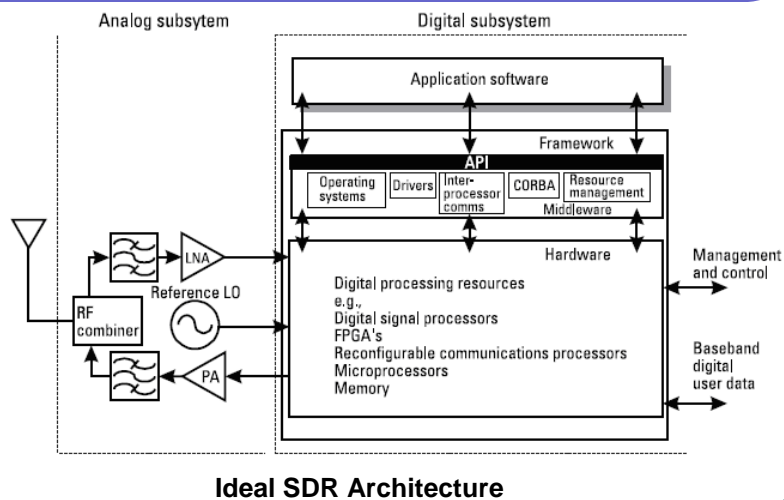 Analog subsytem
Digital subsystem
Application software
Framework
API
Operating
systems
Drivers
Inter-
processor
comms
CORBA
Resource
management
Middleware
Hardware
LNA
Reference LO
RF
combiner
PA
Digital processing resources
e.g.,
Digital signal processors
FPGA's
Reconfigurable communications processors
Microprocessors
Memory
Management
and control
Baseband
digital
user data
Ideal SDR Architecture